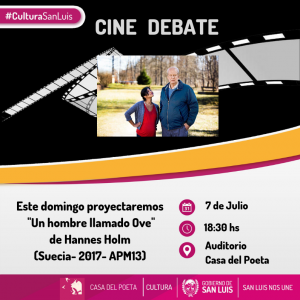 #CulturaSanLuis
CINE DEBATE
Este domingo proyectaremos
"Un hombre llamado Ove"
de Hannes Holm
(Suecia- 2017- APM13)
7 de Julio
18:30 hs
Auditorio
Casa del Poeta
CASA DEL POETA
CULTURA
GOBIERNO DE
SAN LUIS
SAN LUIS NOS UNE